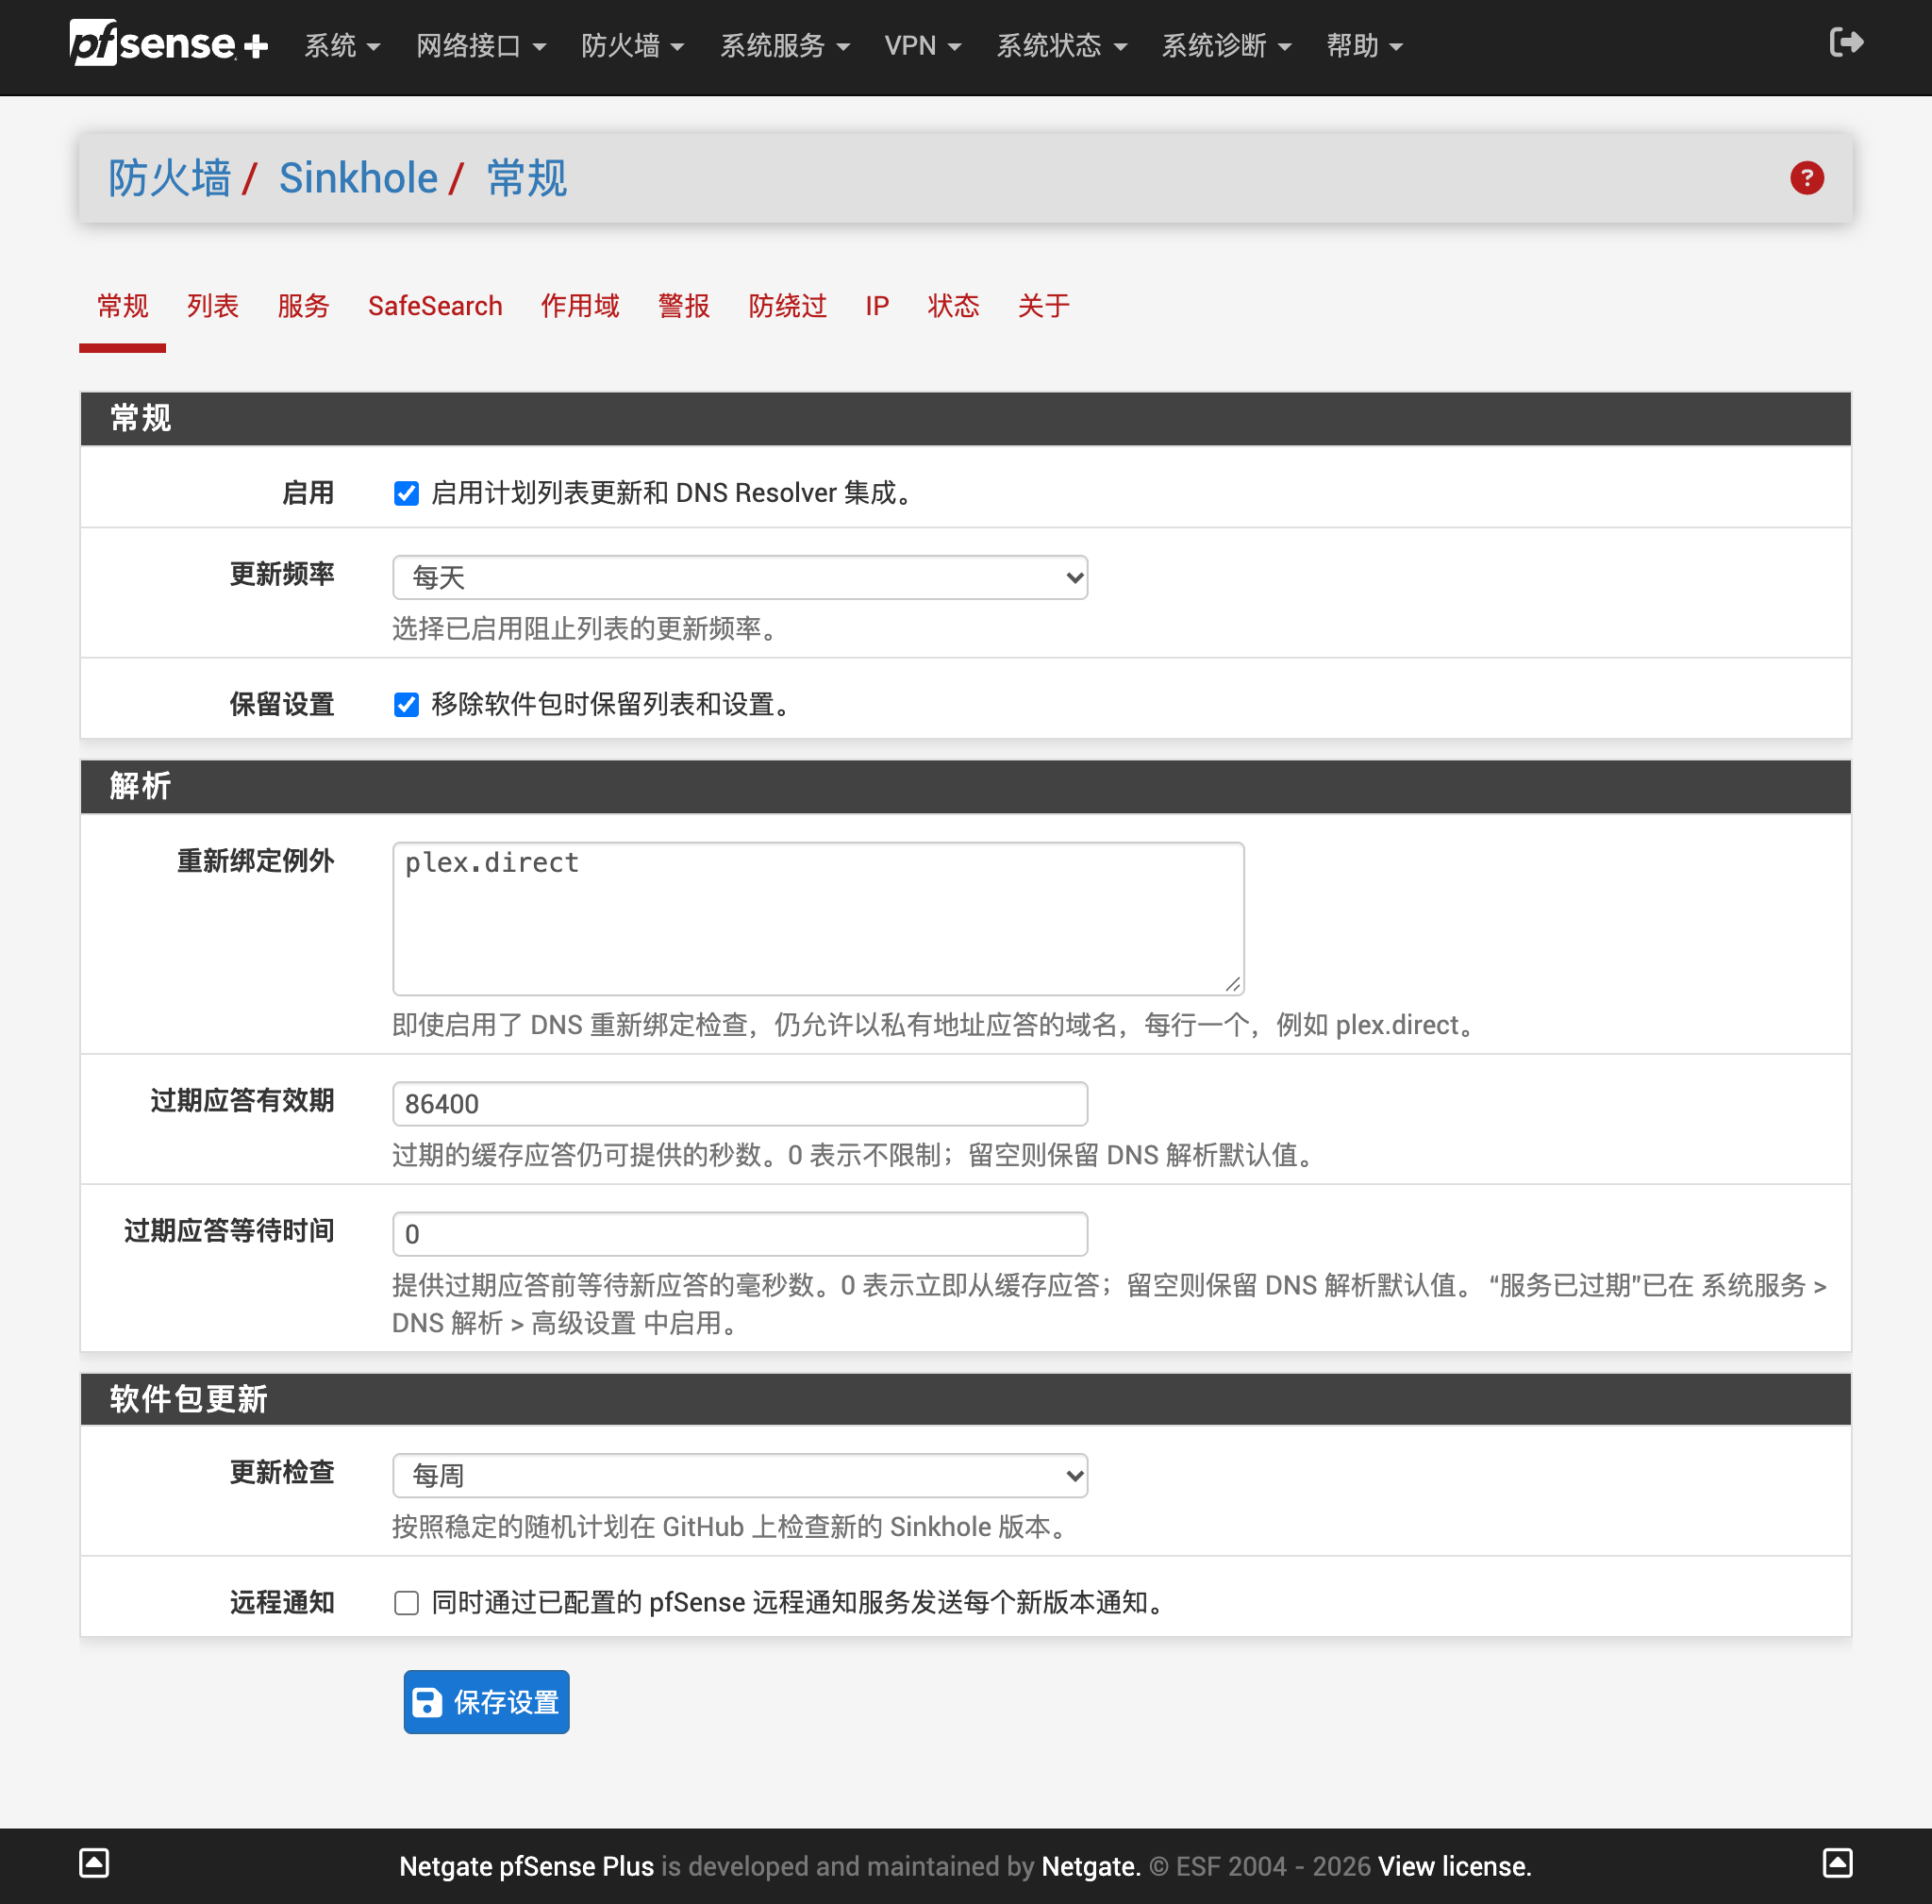 pfsense+ 系统 网络接口 防火墙 系统服务 VPN 系统状态 系统诊断 帮助
防火墙 / Sinkhole / 常规
常规 列表 服务 SafeSearch 作用域 警报 防绕过 IP 状态 关于
常规
启用 启用计划列表更新和 DNS Resolver 集成。
更新频率 每天
选择已启用阻止列表的更新频率。
保留设置 移除软件包时保留列表和设置。
解析
重新绑定例外 plex.direct
即使启用了 DNS 重新绑定检查，仍允许以私有地址应答的域名，每行一个，例如 plex.direct。
过期应答有效期 86400
过期的缓存应答仍可提供的秒数。0 表示不限制；留空则保留 DNS 解析默认值。
过期应答等待时间 0
提供过期应答前等待新应答的毫秒数。0 表示立即从缓存应答；留空则保留 DNS 解析默认值。 “服务已过期”已在 系统服务 >
DNS 解析 > 高级设置 中启用。
软件包更新
更新检查 每周
按照稳定的随机计划在 GitHub 上检查新的 Sinkhole 版本。
远程通知 同时通过已配置的 pfSense 远程通知服务发送每个新版本通知。
保存设置
Netgate pfSense Plus is developed and maintained by Netgate. © ESF 2004 - 2026 View license.